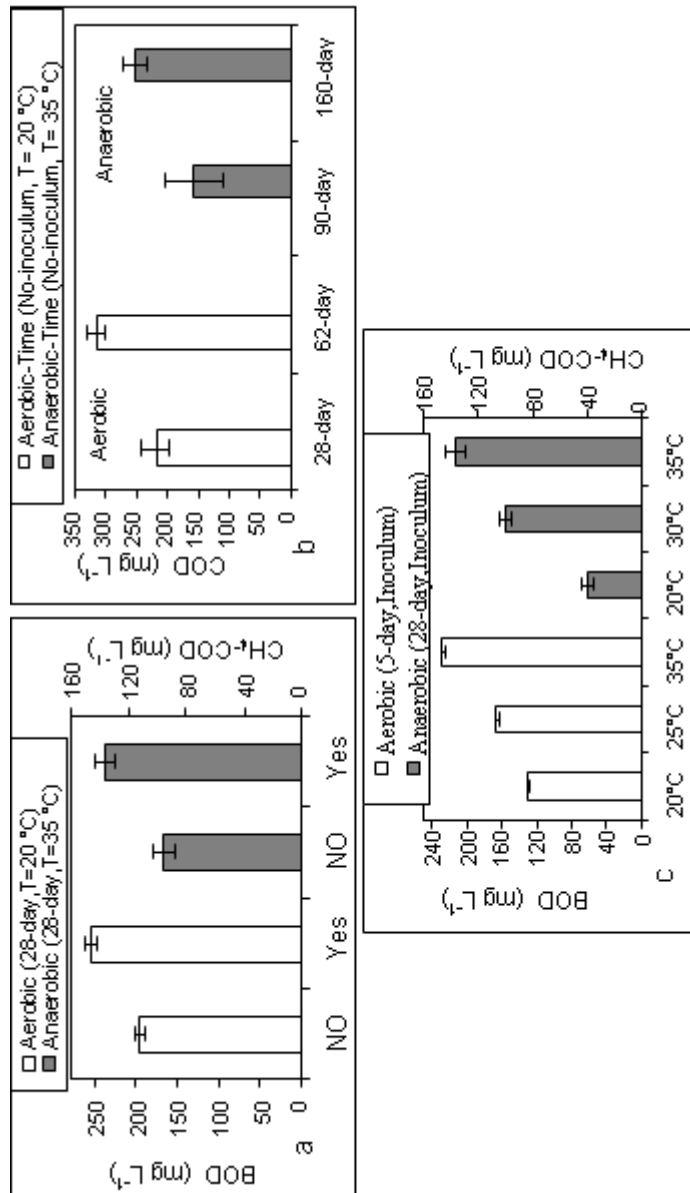 Aerobic (28-day,T=20 °C)
Anaerobic (28-day,T=35 °C)
BOD (mg L⁻¹)
250
200
150
100
50
0
CH₄-COD (mg L⁻¹)
160
120
80
40
0
NO
Yes
NO
Yes
a
Aerobic-Time (No-inoculum, T= 20 °C)
Anaerobic-Time (No-inoculum, T= 35 °C)
COD (mg L⁻¹)
350
300
250
200
150
100
50
0
Aerobic
Anaerobic
28-day
62-day
90-day
160-day
b
Aerobic (5-day,Inoculum)
Anaerobic (28-day,Inoculum)
BOD (mg L⁻¹)
240
200
160
120
80
40
0
CH₄-COD (mg L⁻¹)
160
120
80
40
0
20°C
25°C
35°C
20°C
30°C
35°C
C